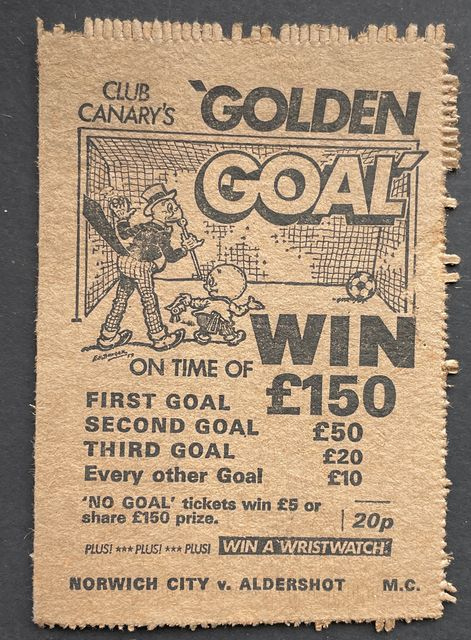 CLUB
CANARY'S
'GOLDEN
GOAL'
WIN
ON TIME OF
£150
FIRST GOAL
SECOND GOAL £50
THIRD GOAL £20
Every other Goal £10
'NO GOAL' tickets win £5 or
share £150 prize.
20p
PLUS! *** PLUS! *** PLUS! WIN A WRISTWATCH!
NORWICH CITY v. ALDERSHOT M.C.